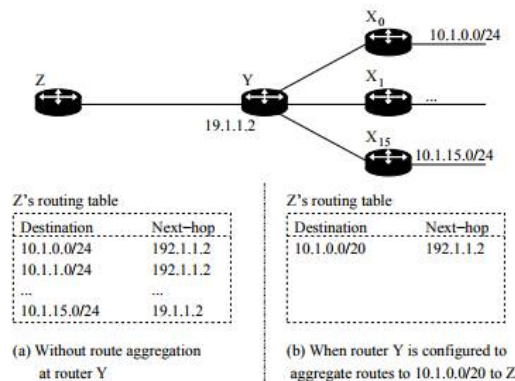 X0
10.1.0.0/24
Z
Y
X1
...
19.1.1.2
X15
10.1.15.0/24
Z's routing table
Destination Next-hop
10.1.0.0/24 192.1.1.2
10.1.1.0/24 192.1.1.2
... ...
10.1.15.0/24 19.1.1.2
(a) Without route aggregation
at router Y
Z's routing table
Destination Next-hop
10.1.0.0/20 192.1.1.2
(b) When router Y is configured to
aggregate routes to 10.1.0.0/20 to Z